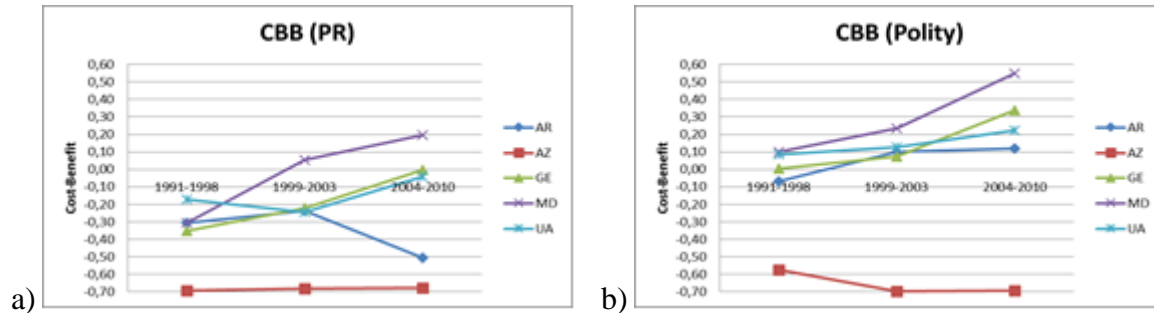 CBB (PR)
0,60
0,50
0,40
0,30
0,20
0,10
0,00
-0,10
-0,20
-0,30
-0,40
-0,50
-0,60
-0,70
Cost-Benefit
1991-1998
1999-2003
2004-2010
AR
AZ
GE
MD
UA
a)
CBB (Polity)
0,60
0,50
0,40
0,30
0,20
0,10
0,00
-0,10
-0,20
-0,30
-0,40
-0,50
-0,60
-0,70
Cost-Benefit
1991-1998
1999-2003
2004-2010
AR
AZ
GE
MD
UA
b)